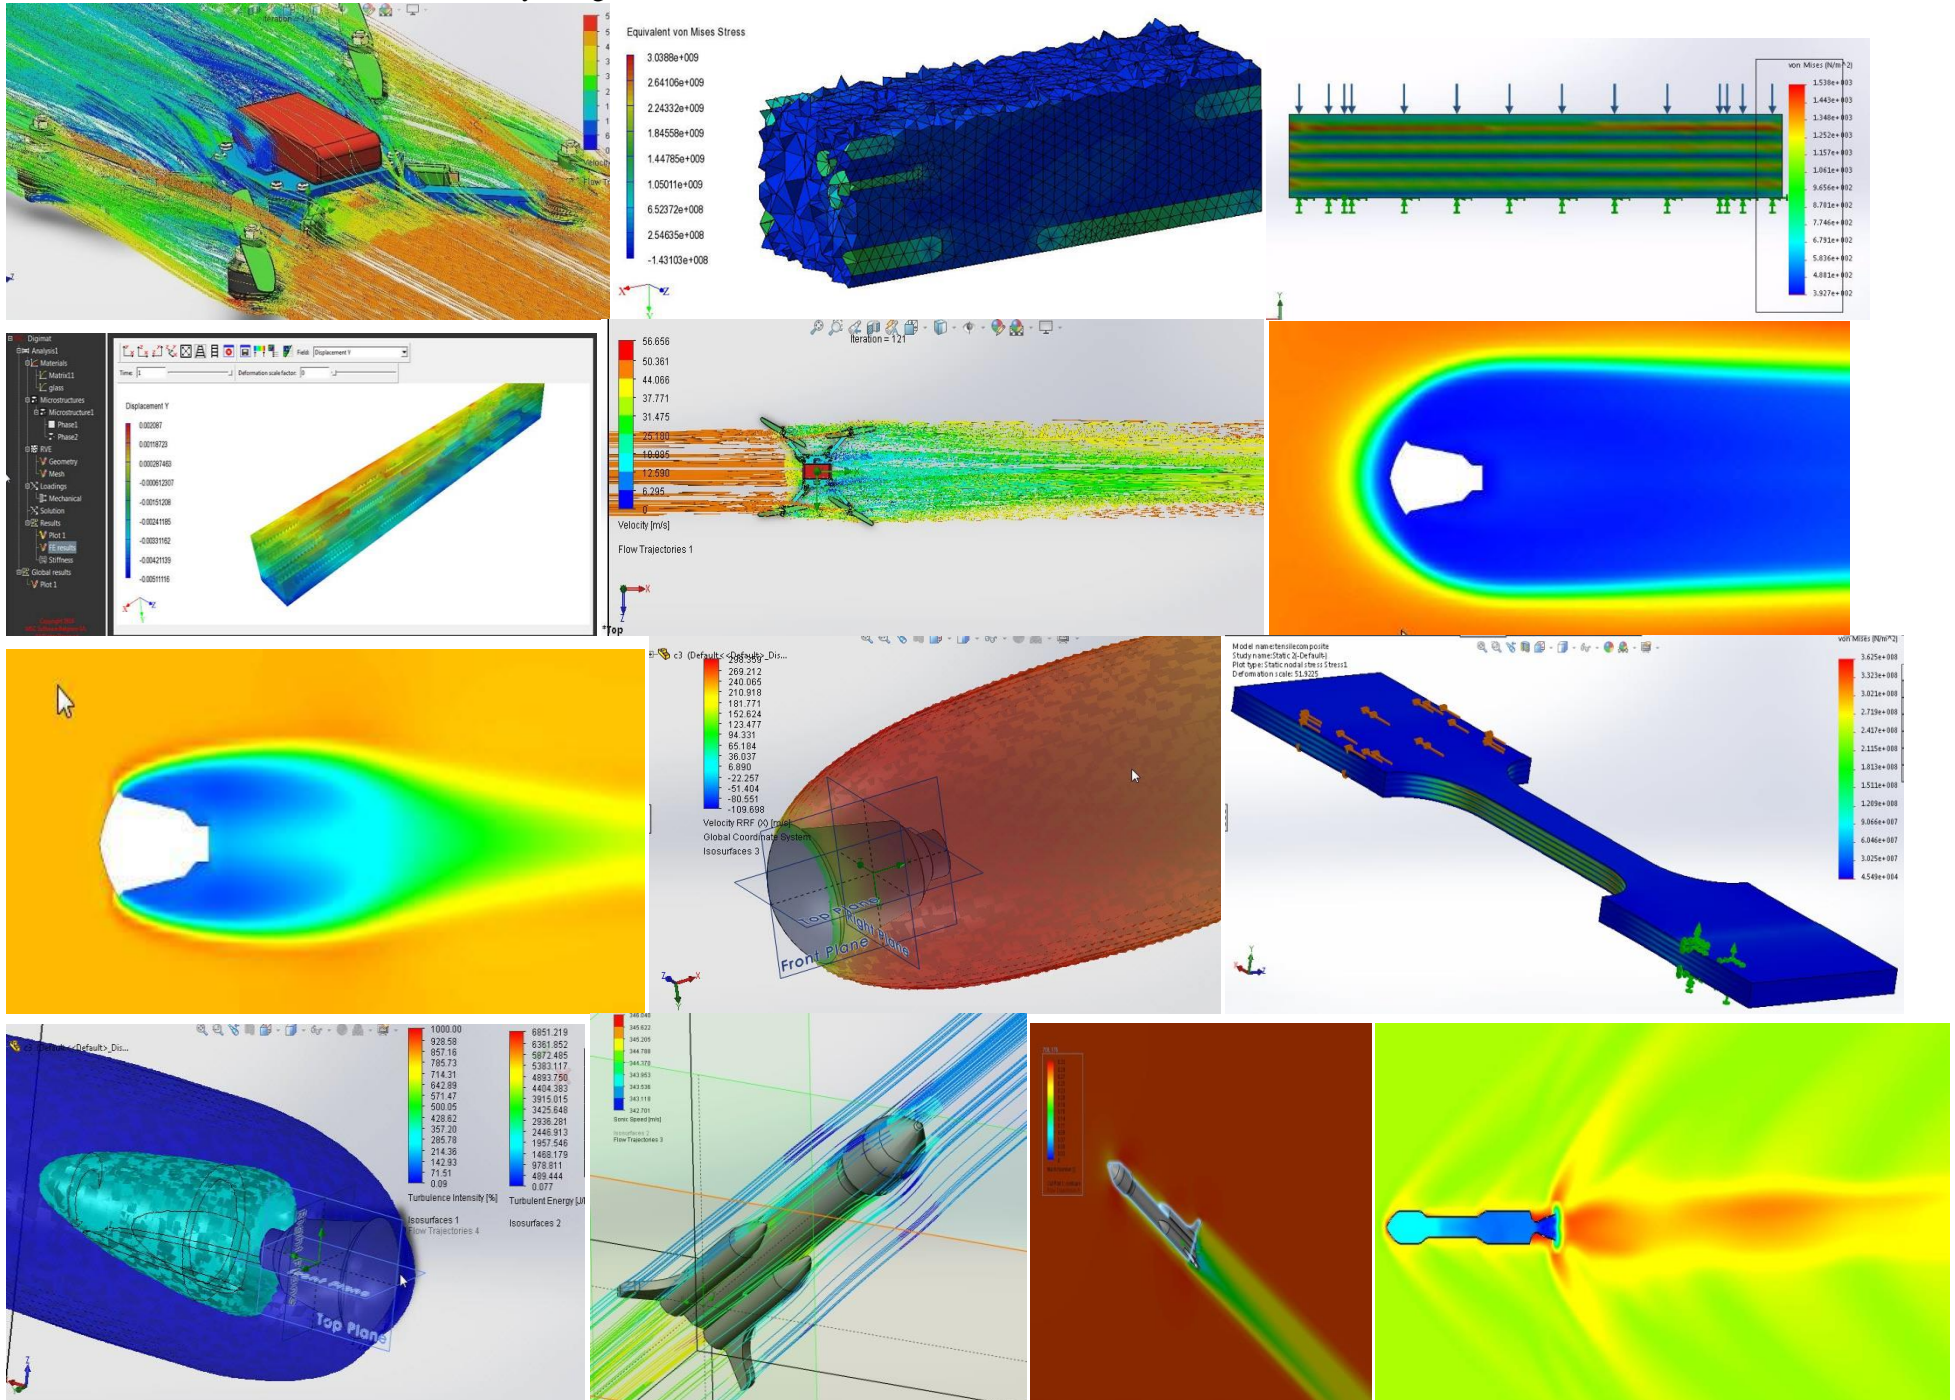 Iteration = 121
Equivalent von Mises Stress
3.0388e+009
2.64106e+009
2.24332e+009
1.84558e+009
1.44785e+009
1.05011e+009
6.52372e+008
2.54635e+008
-1.43103e+008
X
Z
von Mises (N/m^2)
1.538e+003
1.443e+003
1.348e+003
1.252e+003
1.157e+003
1.061e+003
9.656e+002
8.701e+002
7.746e+002
6.791e+002
5.836e+002
4.881e+002
3.927e+002
Y
Digimat
Analysis1
Materials
Matrix11
glass
Microstructures
Microstructure1
Phase1
Phase2
RVE
Geometry
Mesh
Loadings
Mechanical
Solution
Results
Plot 1
FE results
Stiffness
Global results
Plot 1
Field: Displacement Y
Time: 1
Deformation scale factor: 0
Displacement Y
0.002087
0.00118723
0.000287463
-0.000612307
-0.00151208
-0.00241185
-0.00331162
-0.00421139
-0.00511116
X
Z
Iteration = 121
56.656
50.361
44.066
37.771
31.475
25.180
18.885
12.590
6.295
0
Velocity [m/s]
Flow Trajectories 1
X
Z
*Top
c3 (Default<<Default>_Dis...
298.359
269.212
240.065
210.918
181.771
152.624
123.477
94.331
65.184
36.037
6.890
-22.257
-51.404
-80.551
-109.698
Velocity RRF (X) [m/s]
Global Coordinate System
Isosurfaces 3
Top Plane
Right Plane
Front Plane
Z
X
Y
Model name:tensilecomposite
Study name:Static 2(-Default-)
Plot type: Static nodal stress Stress1
Deformation scale: 51.9225
von Mises (N/m^2)
3.625e+008
3.323e+008
3.021e+008
2.719e+008
2.417e+008
2.115e+008
1.813e+008
1.511e+008
1.209e+008
9.066e+007
6.046e+007
3.025e+007
4.549e+004
c3 (Default<<Default>_Dis...
1000.00
928.58
857.16
785.73
714.31
642.89
571.47
500.05
428.62
357.20
285.78
214.36
142.93
71.51
0.09
Turbulence Intensity [%]
Isosurfaces 1
Flow Trajectories 4
6851.219
6361.852
5872.485
5383.117
4893.750
4404.383
3915.015
3425.648
2936.281
2446.913
1957.546
1468.179
978.811
489.444
0.077
Turbulent Energy [J/
Isosurfaces 2
Front Plane
Top Plane
Z
346.040
345.622
345.205
344.788
344.370
343.953
343.536
343.118
342.701
Sonic Speed [m/s]
Isosurfaces 2
Flow Trajectories 3